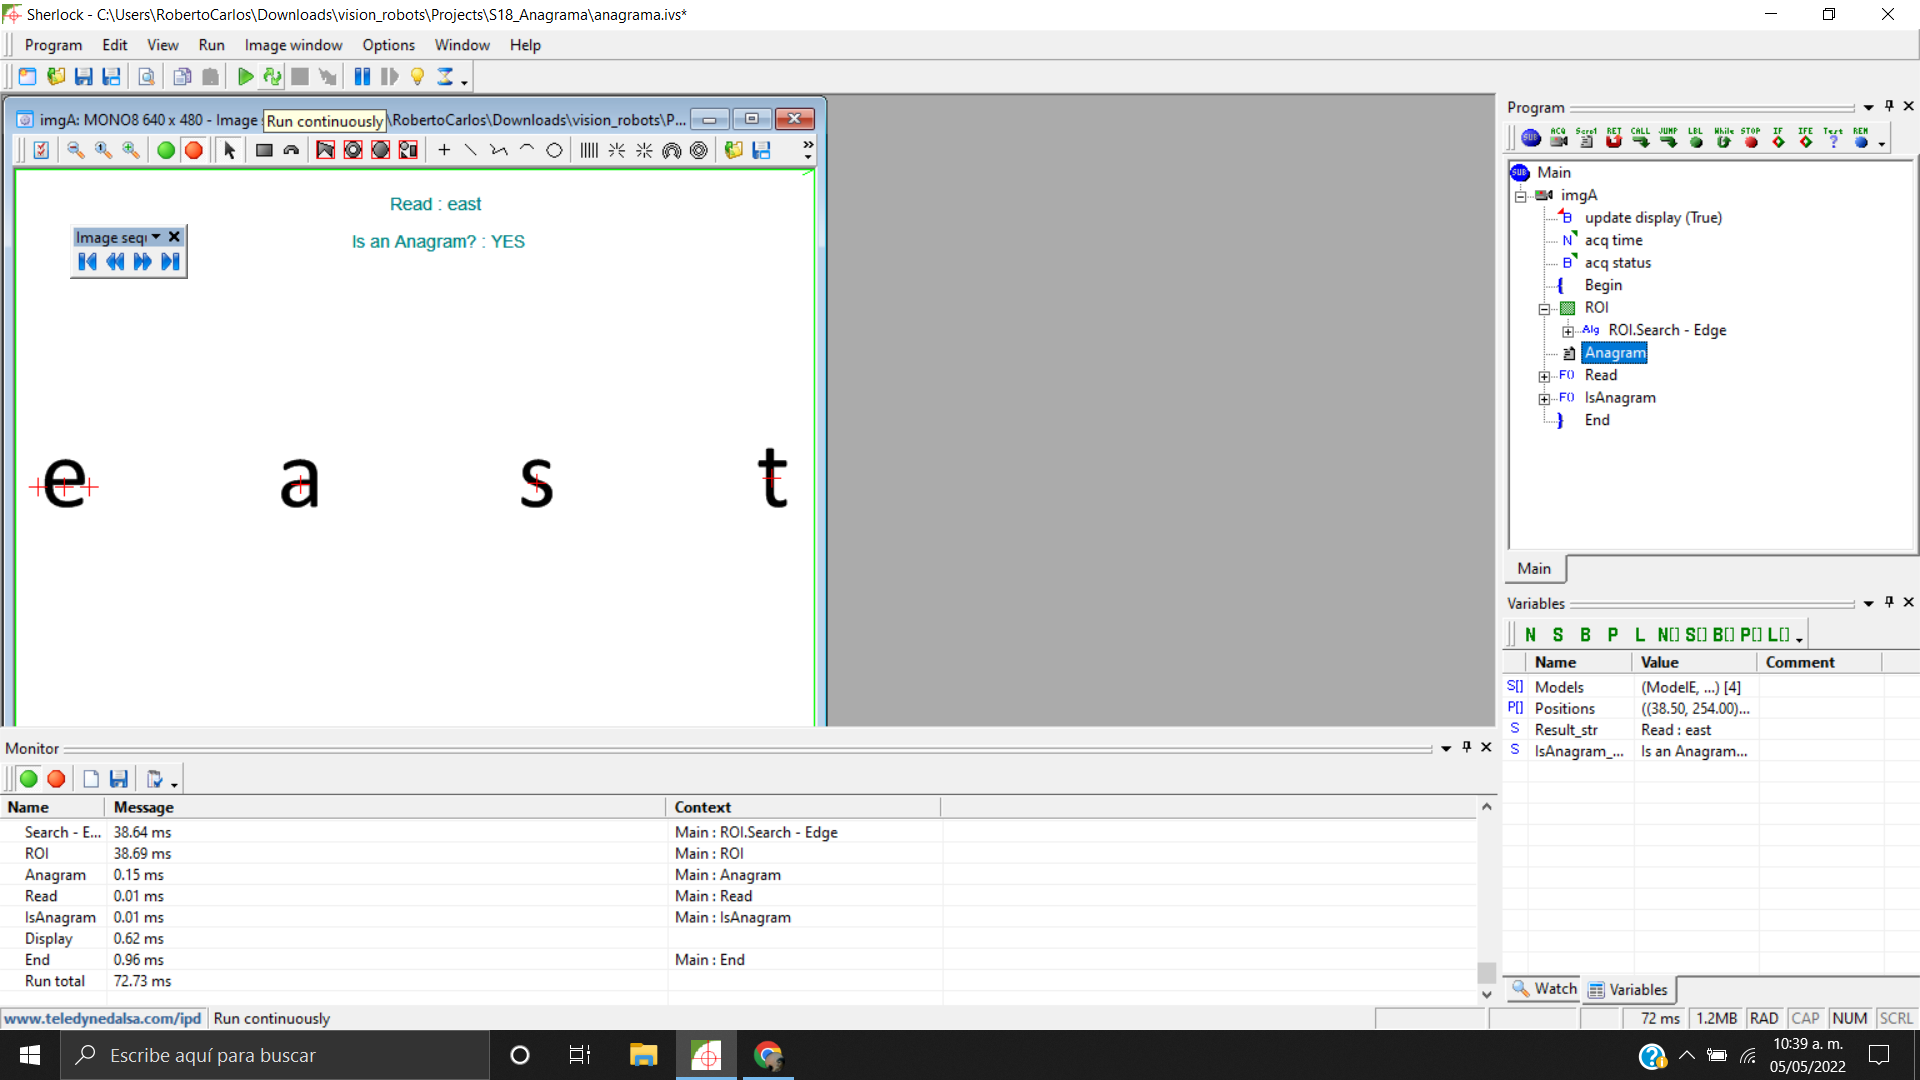 Sherlock - C:\Users\RobertoCarlos\Downloads\vision_robots\Projects\S18_Anagrama\anagrama.ivs*
Program Edit View Run Image window Options Window Help
imgA: MONO8 640 x 480 - Image \RobertoCarlos\Downloads\vision_robots\P...
Run continuously
Read : east
Is an Anagram? : YES
Image seq
e a s t
Program
SUB ACQ Script RET CALL JUMP LBL While STOP IF IFE Test REM
SUB Main
imgA
B update display (True)
N acq time
B acq status
{ Begin
ROI
Alg ROI.Search - Edge
Anagram
F() Read
F() IsAnagram
} End
Main
Variables
N S B P L N[] S[] B[] P[] L[]
Name Value Comment
S[] Models (ModelE, ...) [4]
P[] Positions ((38.50, 254.00)...
S Result_str Read : east
S IsAnagram_... Is an Anagram...
Watch Variables
Monitor
Name Message Context
Search - E... 38.64 ms Main : ROI.Search - Edge
ROI 38.69 ms Main : ROI
Anagram 0.15 ms Main : Anagram
Read 0.01 ms Main : Read
IsAnagram 0.01 ms Main : IsAnagram
Display 0.62 ms
End 0.96 ms Main : End
Run total 72.73 ms
www.teledynedalsa.com/ipd Run continuously
72 ms 1.2MB RAD CAP NUM SCRL
Escribe aquí para buscar
10:39 a. m.
05/05/2022